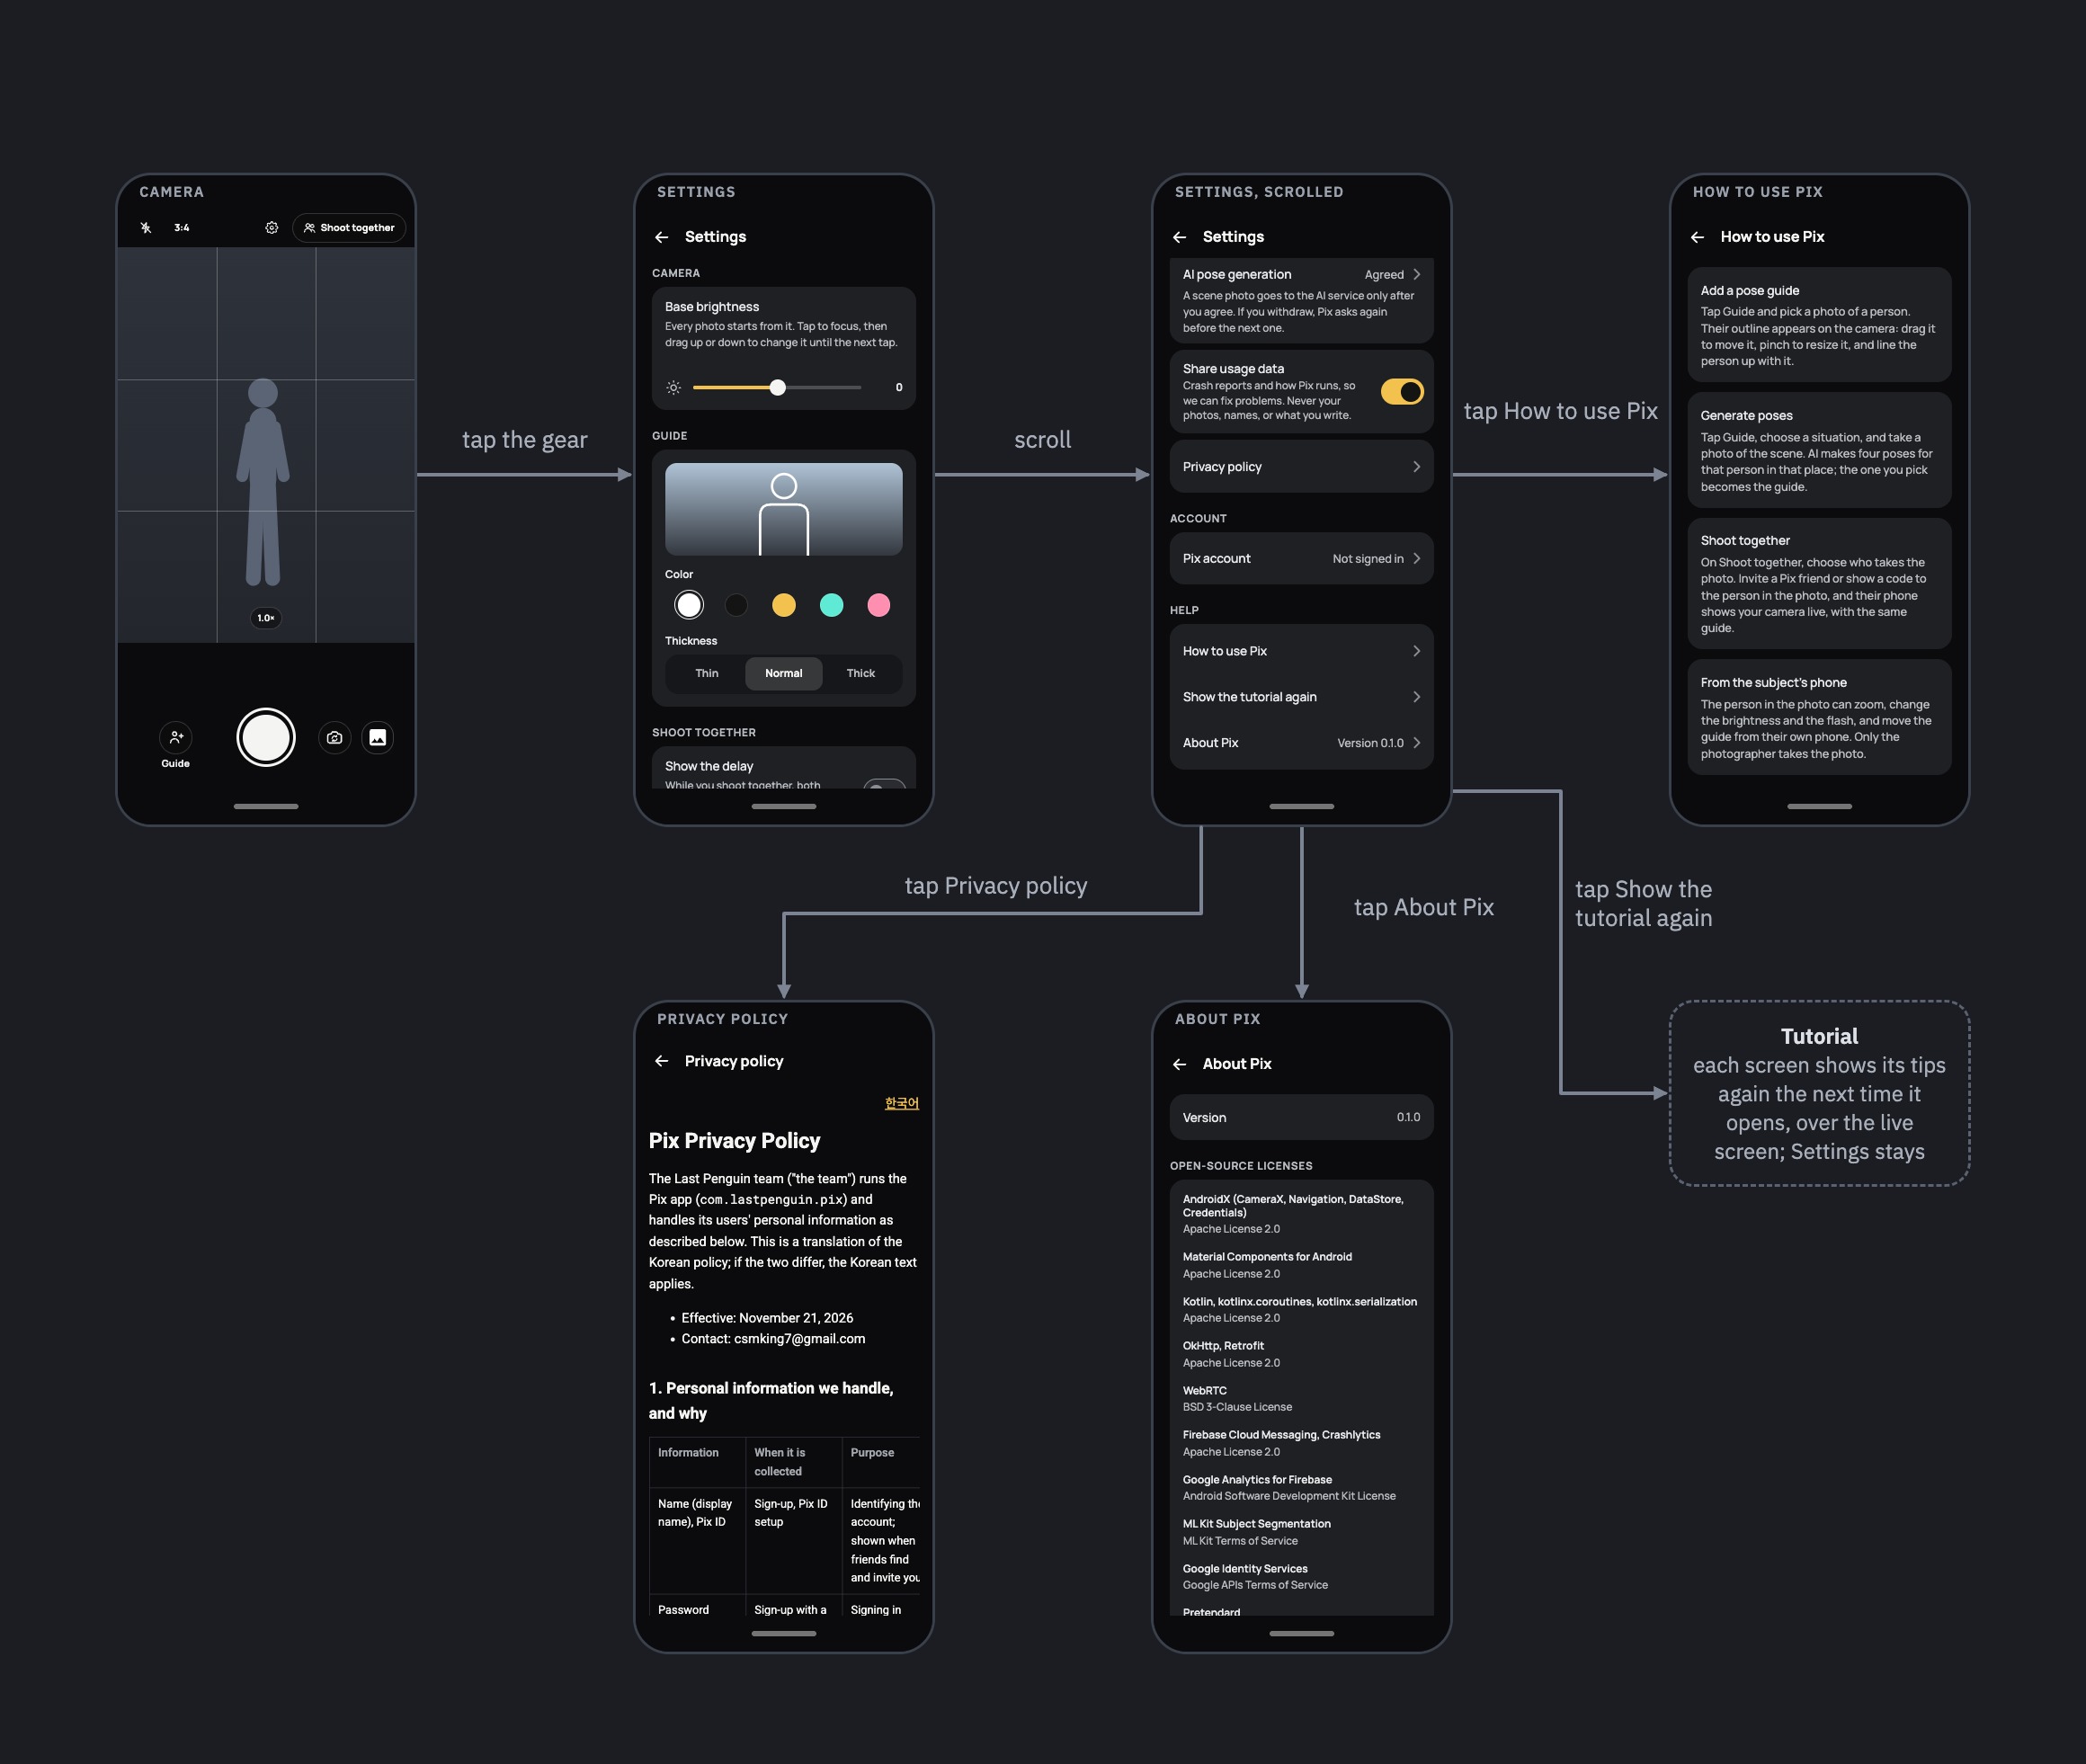 CAMERA
3:4
Shoot together
1.0×
Guide
tap the gear
SETTINGS
Settings
CAMERA
Base brightness
Every photo starts from it. Tap to focus, then
drag up or down to change it until the next tap.
0
GUIDE
Color
Thickness
Thin
Normal
Thick
SHOOT TOGETHER
Show the delay
While you shoot together, both
scroll
SETTINGS, SCROLLED
Settings
AI pose generation
Agreed
A scene photo goes to the AI service only after
you agree. If you withdraw, Pix asks again
before the next one.
Share usage data
Crash reports and how Pix runs, so
we can fix problems. Never your
photos, names, or what you write.
Privacy policy
ACCOUNT
Pix account
Not signed in
HELP
How to use Pix
Show the tutorial again
About Pix
Version 0.1.0
tap How to use Pix
HOW TO USE PIX
How to use Pix
Add a pose guide
Tap Guide and pick a photo of a person.
Their outline appears on the camera: drag it
to move it, pinch to resize it, and line the
person up with it.
Generate poses
Tap Guide, choose a situation, and take a
photo of the scene. AI makes four poses for
that person in that place; the one you pick
becomes the guide.
Shoot together
On Shoot together, choose who takes the
photo. Invite a Pix friend or show a code to
the person in the photo, and their phone
shows your camera live, with the same
guide.
From the subject's phone
The person in the photo can zoom, change
the brightness and the flash, and move the
guide from their own phone. Only the
photographer takes the photo.
tap Privacy policy
tap About Pix
tap Show the
tutorial again
PRIVACY POLICY
Privacy policy
한국어
Pix Privacy Policy
The Last Penguin team ("the team") runs the
Pix app (com.lastpenguin.pix) and
handles its users' personal information as
described below. This is a translation of the
Korean policy; if the two differ, the Korean text
applies.
• Effective: November 21, 2026
• Contact: csmking7@gmail.com
1. Personal information we handle,
and why
Information
When it is
collected
Purpose
Name (display
name), Pix ID
Sign-up, Pix ID
setup
Identifying the
account;
shown when
friends find
and invite you
Password
Sign-up with a
Signing in
ABOUT PIX
About Pix
Version
0.1.0
OPEN-SOURCE LICENSES
AndroidX (CameraX, Navigation, DataStore,
Credentials)
Apache License 2.0
Material Components for Android
Apache License 2.0
Kotlin, kotlinx.coroutines, kotlinx.serialization
Apache License 2.0
OkHttp, Retrofit
Apache License 2.0
WebRTC
BSD 3-Clause License
Firebase Cloud Messaging, Crashlytics
Apache License 2.0
Google Analytics for Firebase
Android Software Development Kit License
ML Kit Subject Segmentation
ML Kit Terms of Service
Google Identity Services
Google APIs Terms of Service
Pretendard
Tutorial
each screen shows its tips
again the next time it
opens, over the live
screen; Settings stays